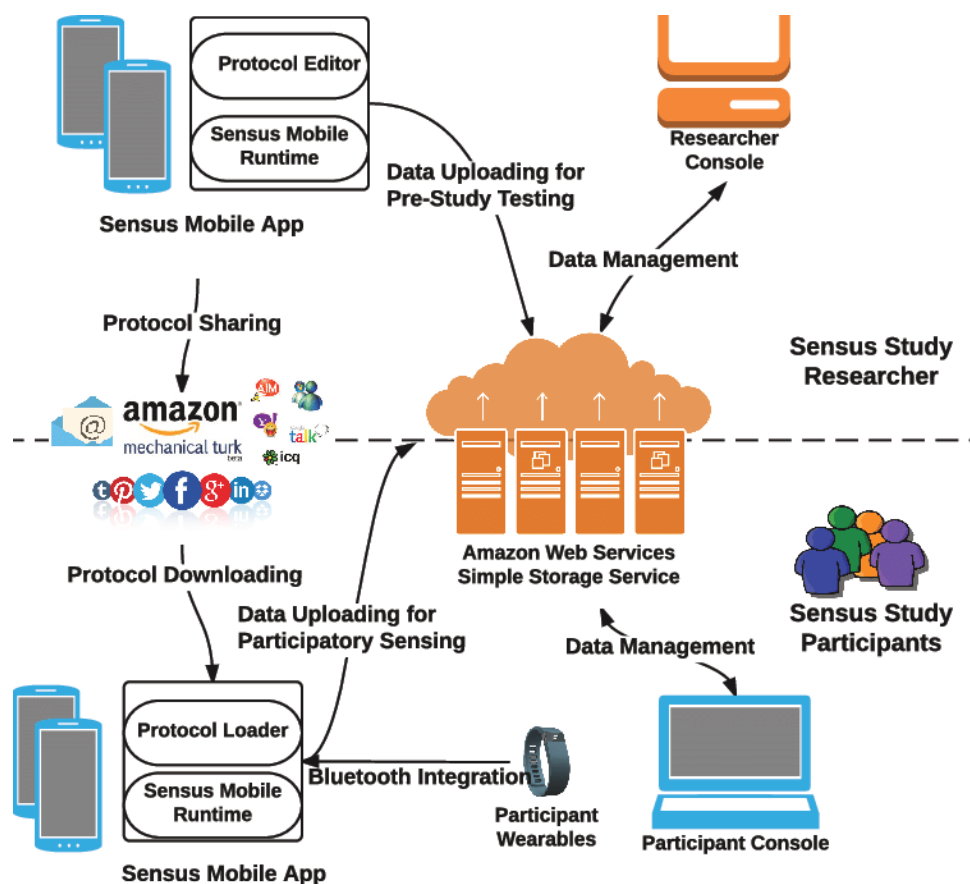 Protocol Editor
Sensus Mobile
Runtime
Sensus Mobile App
Data Uploading for
Pre-Study Testing
Researcher
Console
Data Management
Protocol Sharing
Sensus Study
Researcher
@
amazon
mechanical turk
beta
AIM
Y!
talk
icq
t
f
g+
in
Protocol Downloading
Amazon Web Services
Simple Storage Service
Data Uploading for
Participatory Sensing
Sensus Study
Participants
Data Management
Protocol Loader
Sensus Mobile
Runtime
Bluetooth Integration
Participant
Wearables
Participant Console
Sensus Mobile App